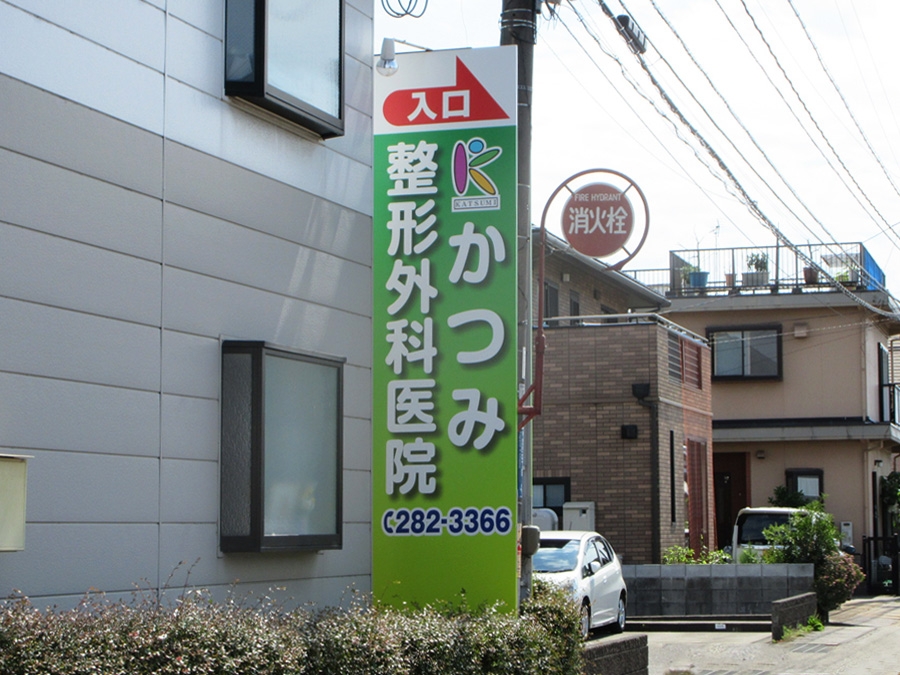 入口
KATSUMI
かつみ
整形外科医院
282-3366
FIRE HYDRANT
消火栓